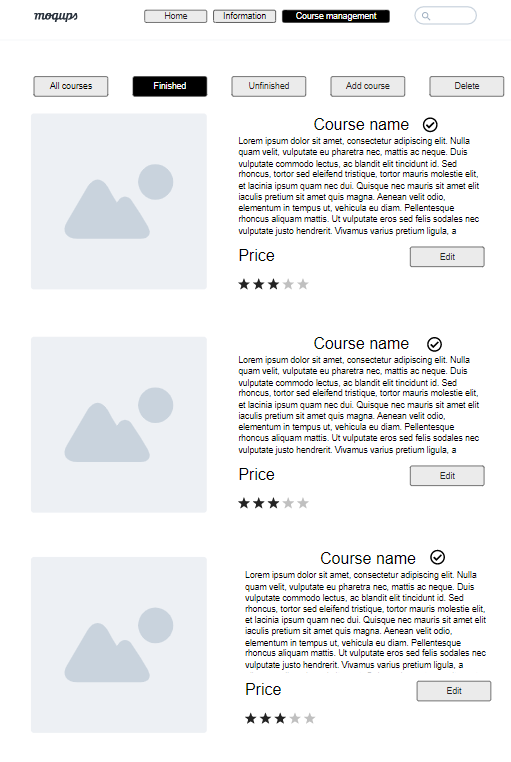 moqups
Home
Information
Course management
All courses
Finished
Unfinished
Add course
Delete
Course name
Lorem ipsum dolor sit amet, consectetur adipiscing elit. Nulla
quam velit, vulputate eu pharetra nec, mattis ac neque. Duis
vulputate commodo lectus, ac blandit elit tincidunt id. Sed
rhoncus, tortor sed eleifend tristique, tortor mauris molestie elit,
et lacinia ipsum quam nec dui. Quisque nec mauris sit amet elit
iaculis pretium sit amet quis magna. Aenean velit odio,
elementum in tempus ut, vehicula eu diam. Pellentesque
rhoncus aliquam mattis. Ut vulputate eros sed felis sodales nec
vulputate justo hendrerit. Vivamus varius pretium ligula, a
Price
Edit
Course name
Lorem ipsum dolor sit amet, consectetur adipiscing elit. Nulla
quam velit, vulputate eu pharetra nec, mattis ac neque. Duis
vulputate commodo lectus, ac blandit elit tincidunt id. Sed
rhoncus, tortor sed eleifend tristique, tortor mauris molestie elit,
et lacinia ipsum quam nec dui. Quisque nec mauris sit amet elit
iaculis pretium sit amet quis magna. Aenean velit odio,
elementum in tempus ut, vehicula eu diam. Pellentesque
rhoncus aliquam mattis. Ut vulputate eros sed felis sodales nec
vulputate justo hendrerit. Vivamus varius pretium ligula, a
Price
Edit
Course name
Lorem ipsum dolor sit amet, consectetur adipiscing elit. Nulla
quam velit, vulputate eu pharetra nec, mattis ac neque. Duis
vulputate commodo lectus, ac blandit elit tincidunt id. Sed
rhoncus, tortor sed eleifend tristique, tortor mauris molestie elit,
et lacinia ipsum quam nec dui. Quisque nec mauris sit amet elit
iaculis pretium sit amet quis magna. Aenean velit odio,
elementum in tempus ut, vehicula eu diam. Pellentesque
rhoncus aliquam mattis. Ut vulputate eros sed felis sodales nec
vulputate justo hendrerit. Vivamus varius pretium ligula, a
Price
Edit